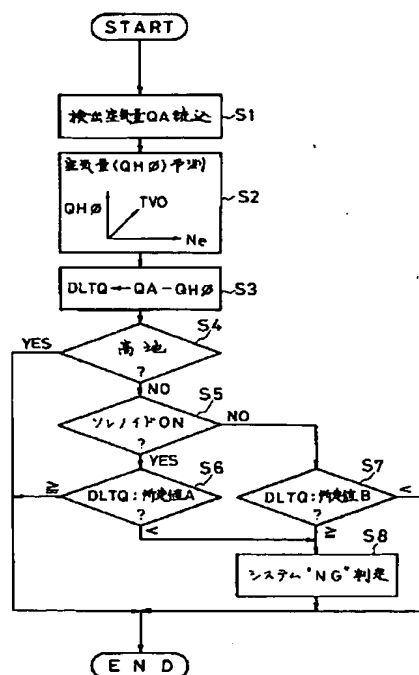 START
検出空気量QA読込
S1
空気量(QHφ)予測
QHφ
TVO
Ne
S2
DLTQ←QA-QHφ
S3
S4
YES
高地
?
NO
S5
ソレノイドON
NO
?
YES
S6
S7
≧
DLTQ:所定値A
?
<
DLTQ:所定値B
<
?
≧
S8
システム"NG"判定
END